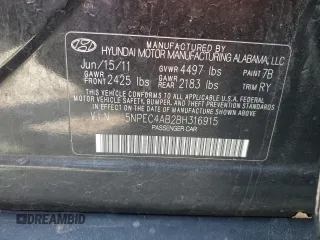 MANUFACTURED BY
HYUNDAI MOTOR MANUFACTURING ALABAMA, LLC
Jun/15/11 GVWR 4497 lbs PAINT 7B
GAWR FRONT 2425 lbs GAWR REAR 2183 lbs TRIM RY
THIS VEHICLE CONFORMS TO ALL APPLICABLE FEDERAL
MOTOR VEHICLE SAFETY, BUMPER, AND THEFT PREVENTION STANDARDS
IN EFFECT ON THE DATE OF MANUFACTURE SHOWN ABOVE.
V.I.N. 5NPEC4AB2BH316915
PASSENGER CAR
DREAMBID